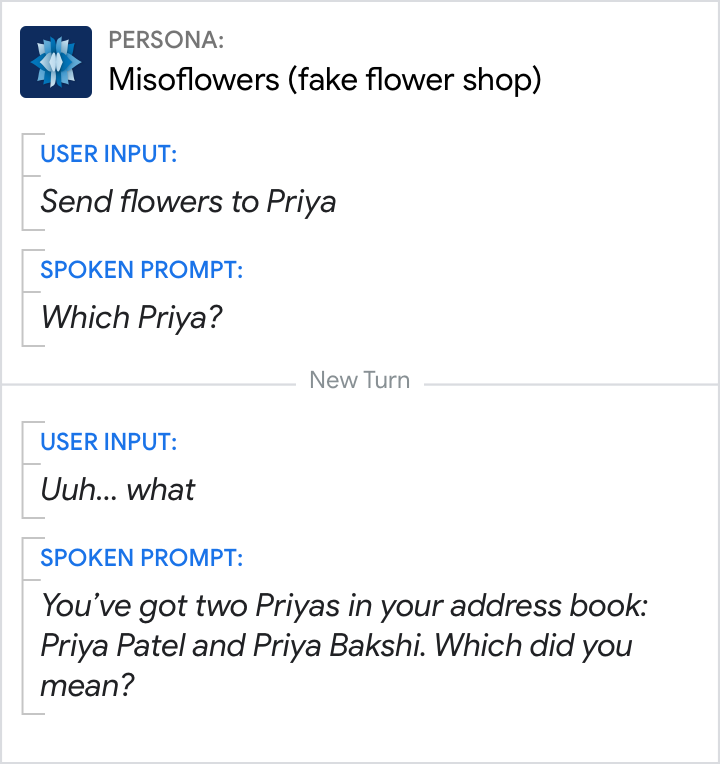 PERSONA:
Misoflowers (fake flower shop)
USER INPUT:
Send flowers to Priya
SPOKEN PROMPT:
Which Priya?
New Turn
USER INPUT:
Uuh... what
SPOKEN PROMPT:
You’ve got two Priyas in your address book:
Priya Patel and Priya Bakshi. Which did you
mean?